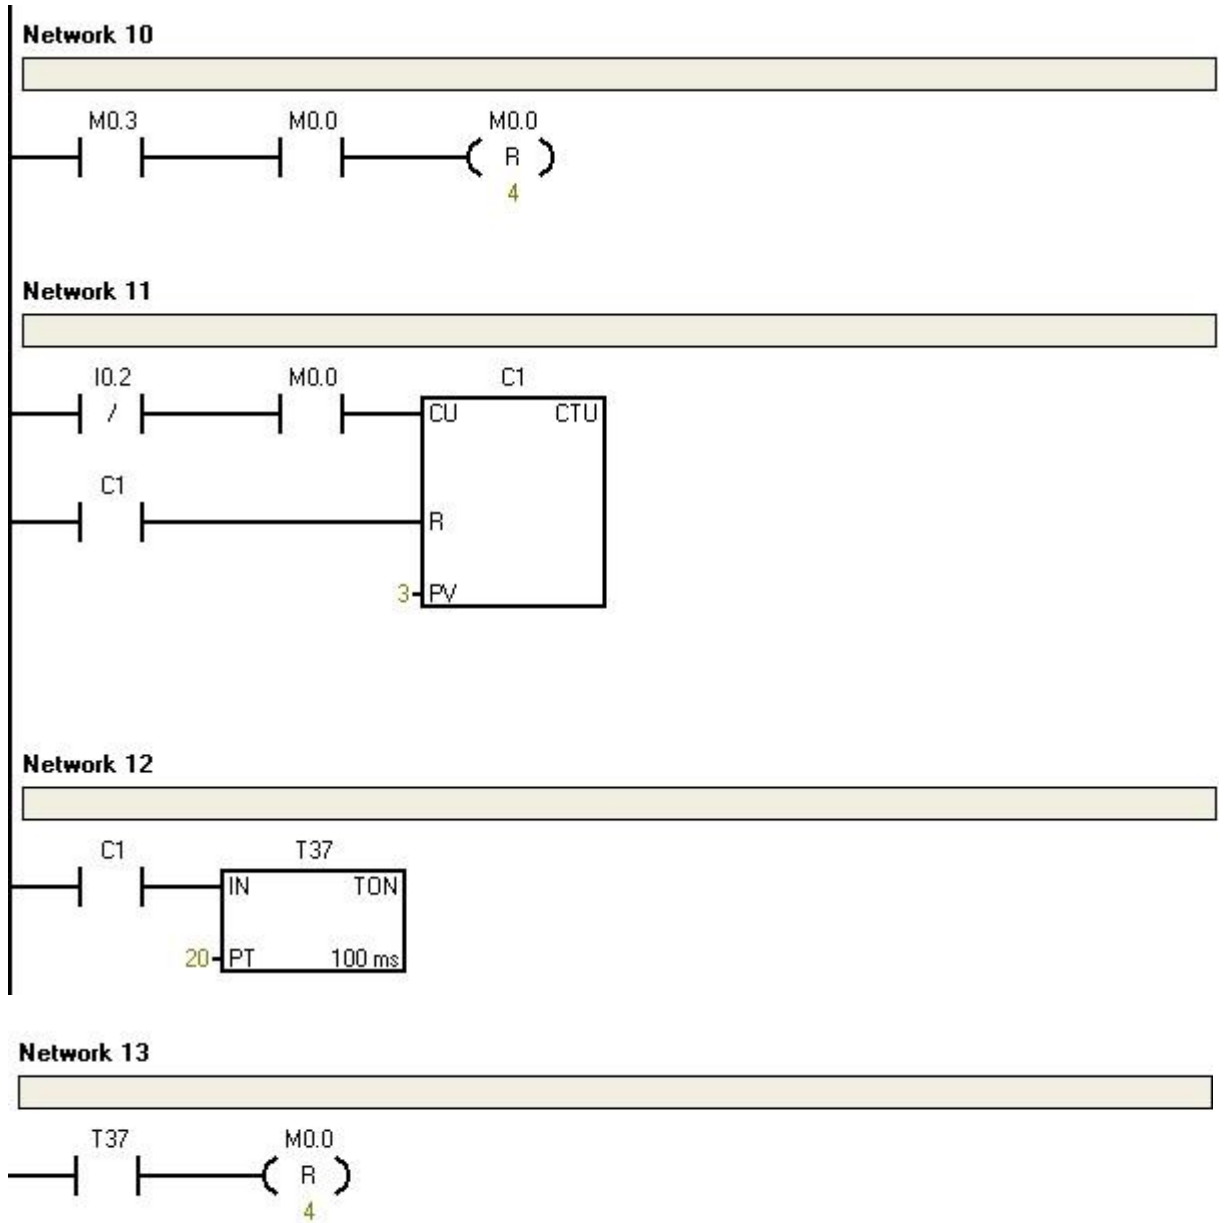 Network 10
M0.3 M0.0 M0.0
R
4
Network 11
I0.2 M0.0 C1
/ CU CTU
C1
R
3 PV
Network 12
C1 T37
IN TON
20 PT 100 ms
Network 13
T37 M0.0
R
4